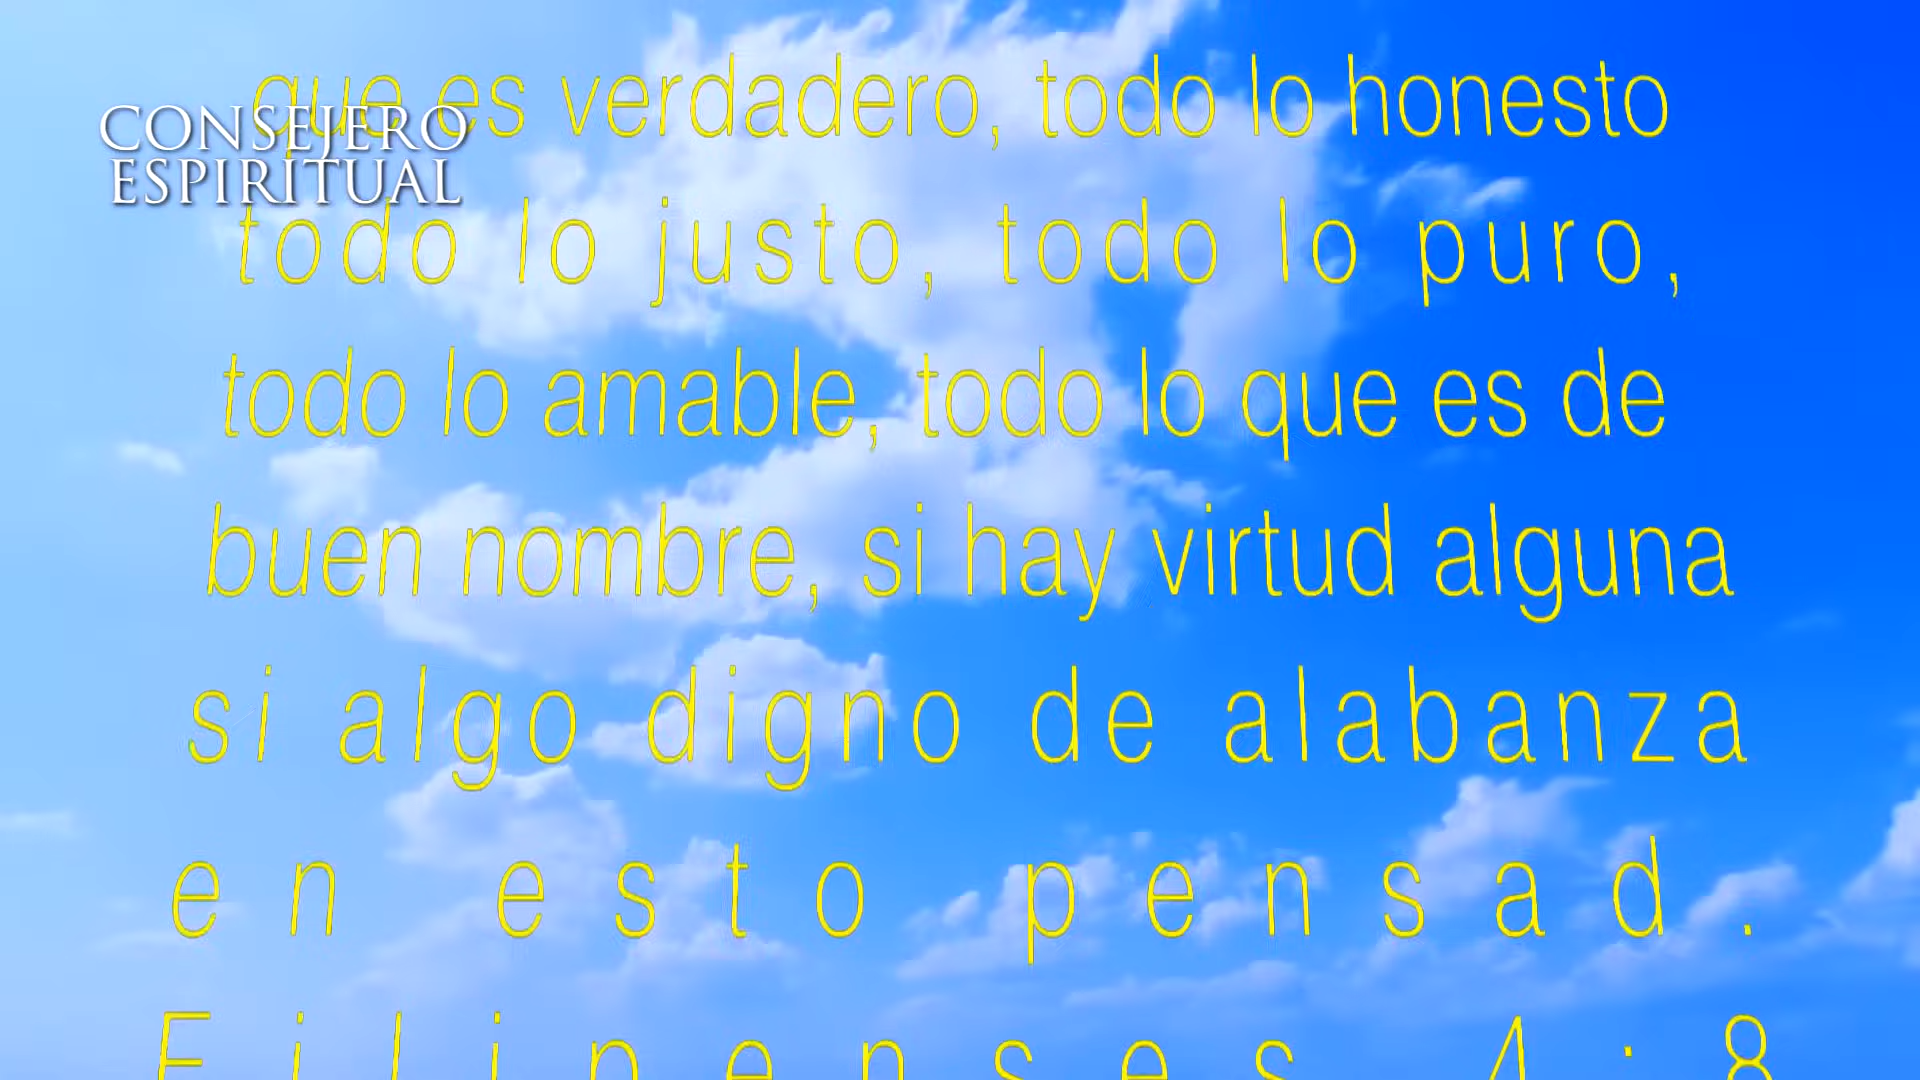 que es verdadero, todo lo honesto
CONSEJERO
ESPIRITUAL
todo lo justo, todo lo puro,
todo lo amable, todo lo que es de
buen nombre, si hay virtud alguna
si algo digno de alabanza
en esto pensad.
Filipenses 4:8